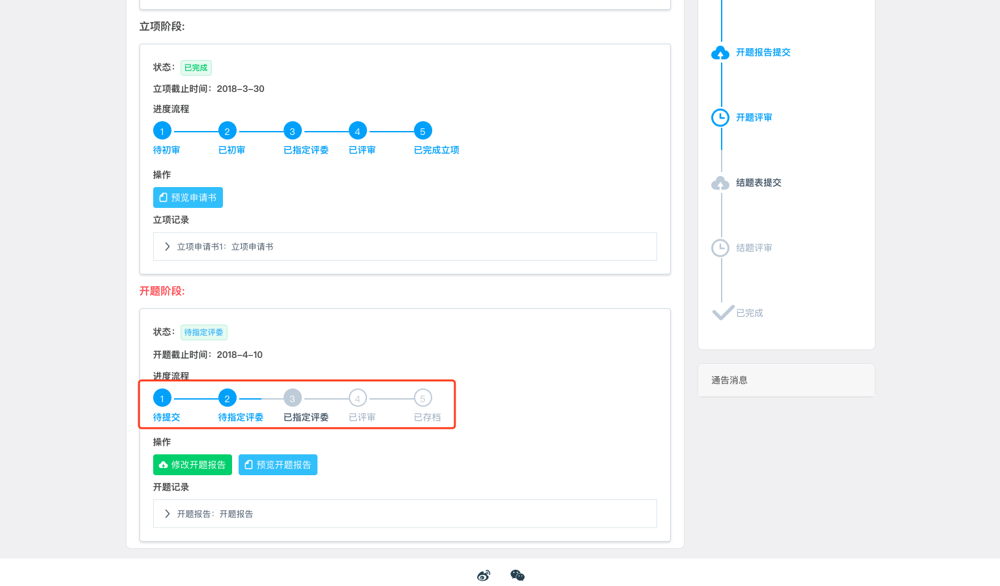 立项阶段:
状态： 已完成
立项截止时间：2018-3-30
进度流程
1 2 3 4 5
待初审 已初审 已指定评委 已评审 已完成立项
操作
预览申请书
立项记录
立项申请书1：立项申请书
开题阶段:
状态： 待指定评委
开题截止时间：2018-4-10
进度流程
1 2 3 4 5
待提交 待指定评委 已指定评委 已评审 已存档
操作
修改开题报告 预览开题报告
开题记录
开题报告：开题报告
开题报告提交
开题评审
结题表提交
结题评审
已完成
通告消息